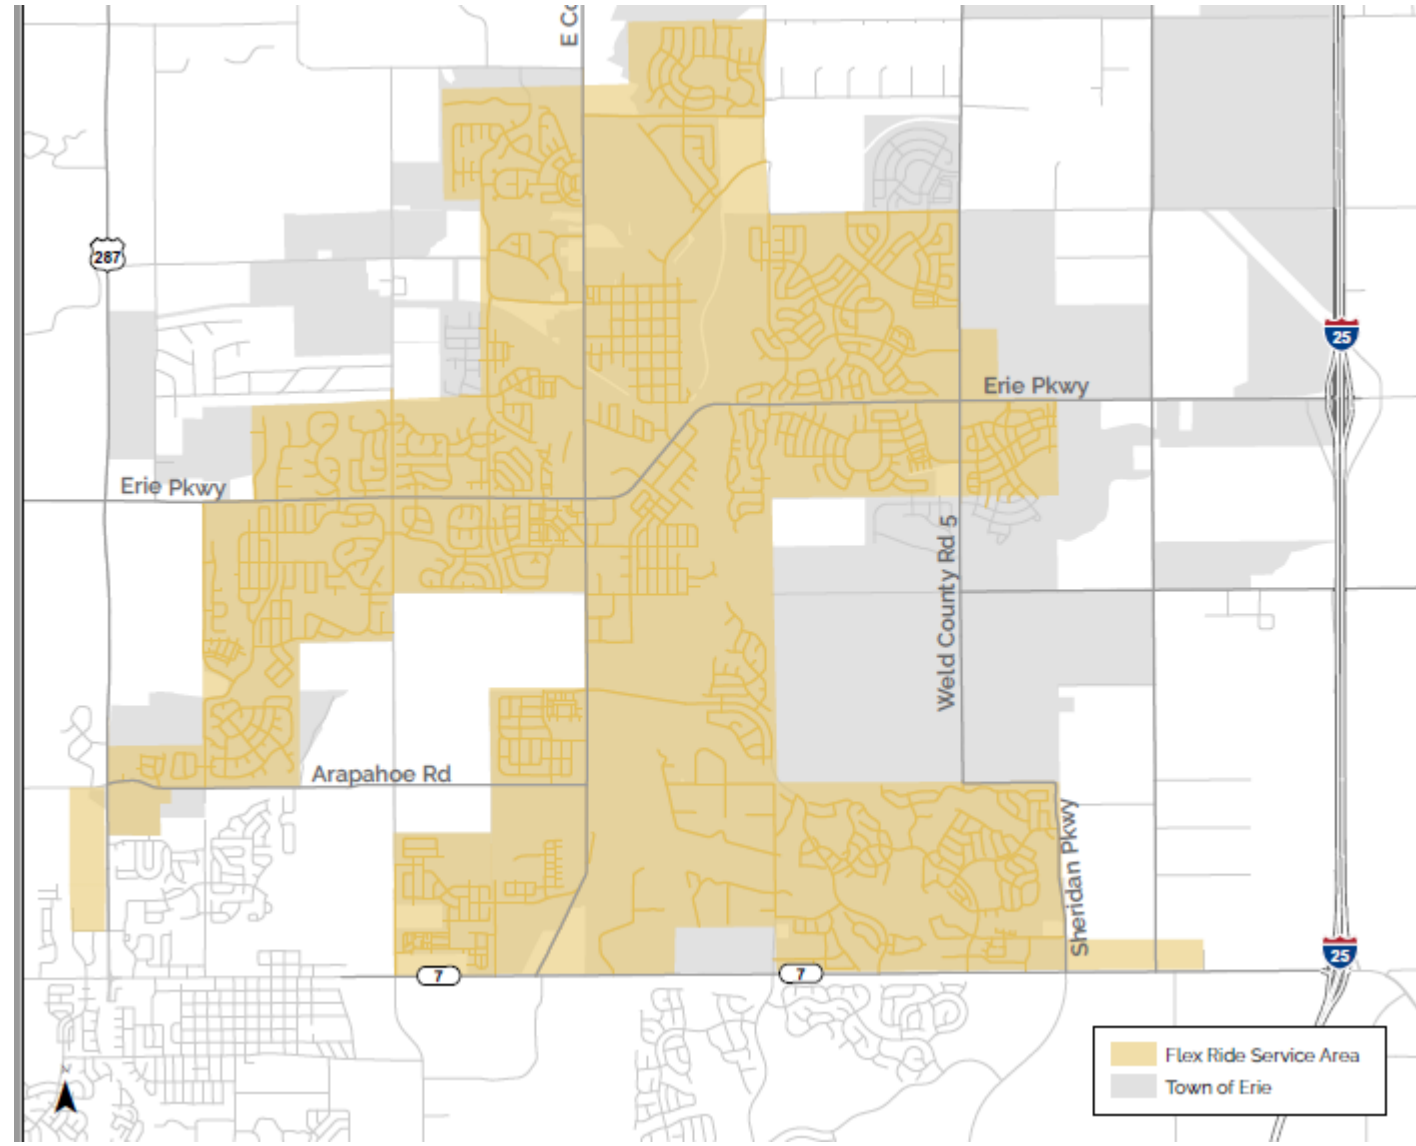 E Co
287
25
Erie Pkwy
Erie Pkwy
Weld County Rd 5
Arapahoe Rd
Sheridan Pkwy
25
7
7
Flex Ride Service Area
Town of Erie